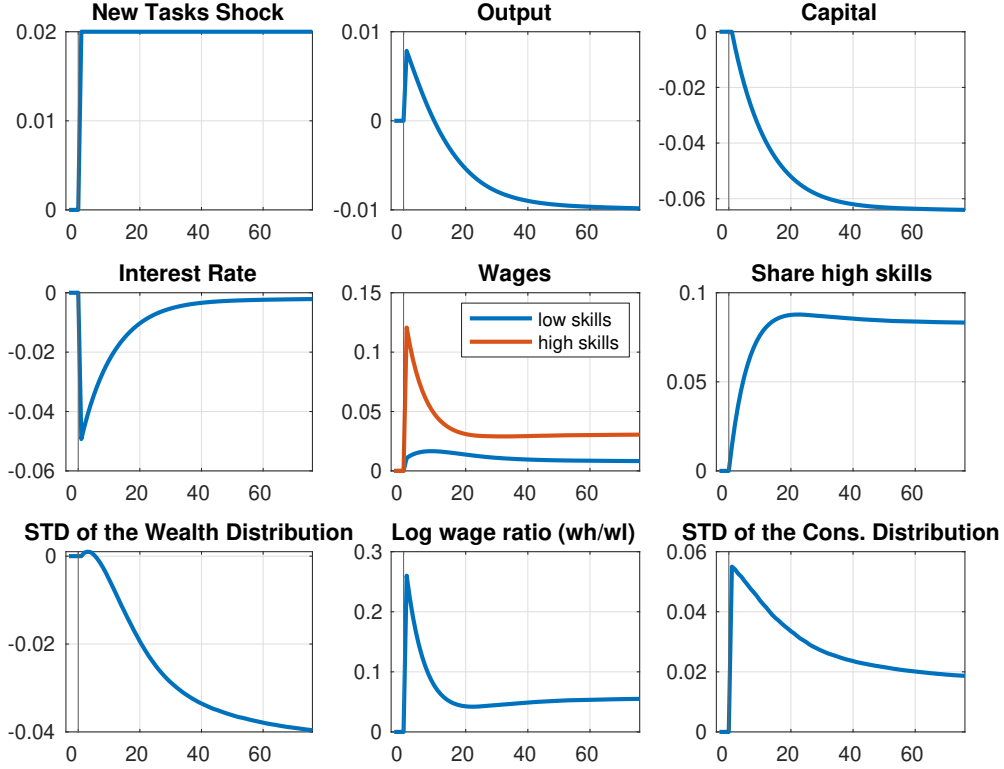 New Tasks Shock
0.02
0.01
0
0 20 40 60
Output
0.01
0
-0.01
0 20 40 60
Capital
0
-0.02
-0.04
-0.06
0 20 40 60
Interest Rate
0
-0.02
-0.04
-0.06
0 20 40 60
Wages
0.15
0.1
0.05
0
low skills
high skills
0 20 40 60
Share high skills
0.1
0.05
0
0 20 40 60
STD of the Wealth Distribution
0
-0.02
-0.04
0 20 40 60
Log wage ratio (wh/wl)
0.3
0.2
0.1
0
0 20 40 60
STD of the Cons. Distribution
0.06
0.04
0.02
0
0 20 40 60